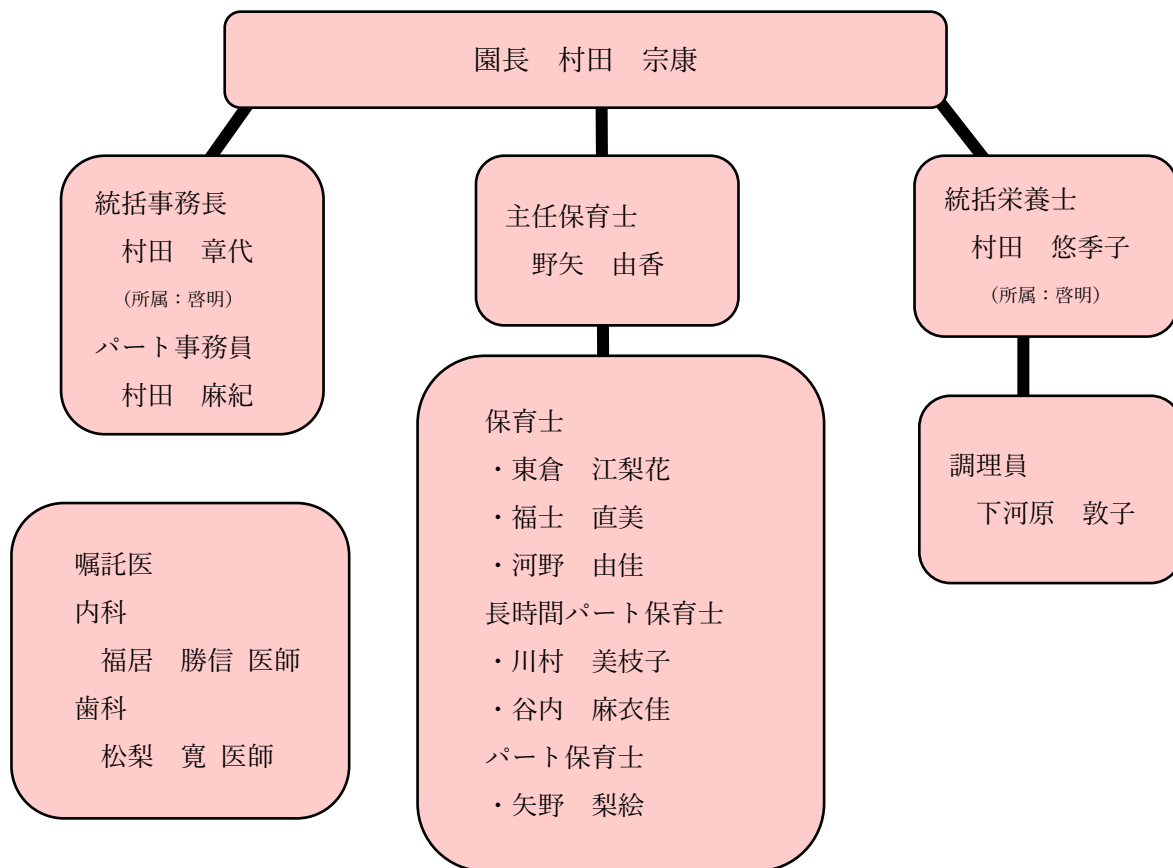 園長　村田　宗康
統括事務長
村田　章代
（所属：啓明）
パート事務員
村田　麻紀
主任保育士
野矢　由香
統括栄養士
村田　悠季子
（所属：啓明）
保育士
・東倉　江梨花
・福士　直美
・河野　由佳
長時間パート保育士
・川村　美枝子
・谷内　麻衣佳
パート保育士
・矢野　梨絵
調理員
下河原　敦子
嘱託医
内科
福居　勝信 医師
歯科
松梨　寛 医師